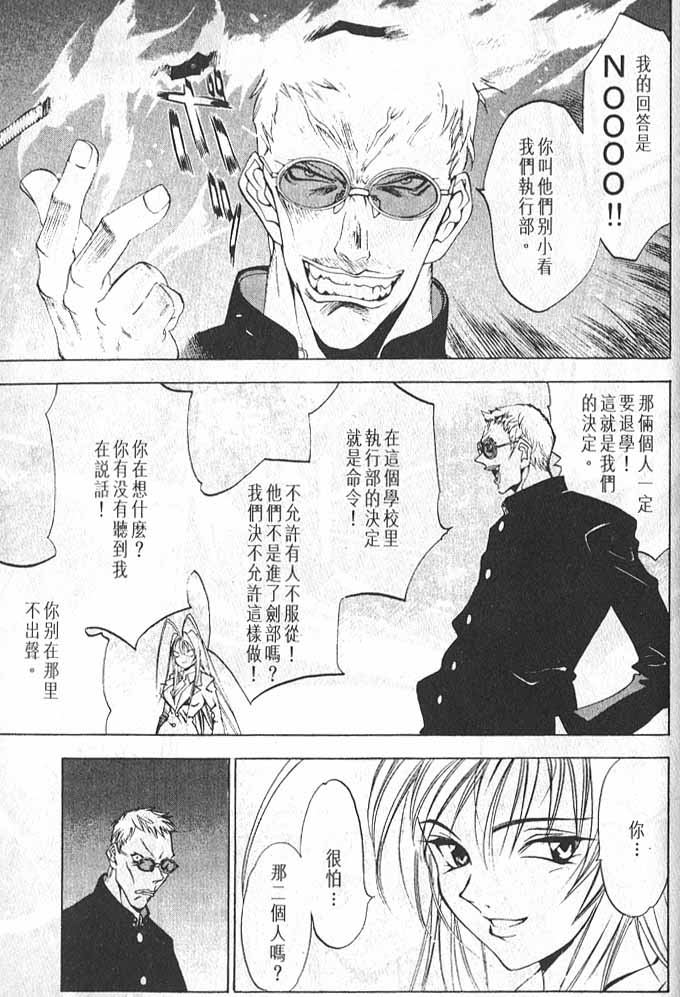 我的回答是
NOOOO!!
你叫他們別小看
我們執行部。
那倆個人一定
要退學！
這就是我們
的決定。
在這個學校里
執行部的決定
就是命令！
不允許有人不服從！
他們不是進了劍部嗎？
我們決不允許這樣做！
你在想什麽？
你有没有聽到我
在説話！
你别在那里
不出聲。
你…
很怕…
那二個人嗎？